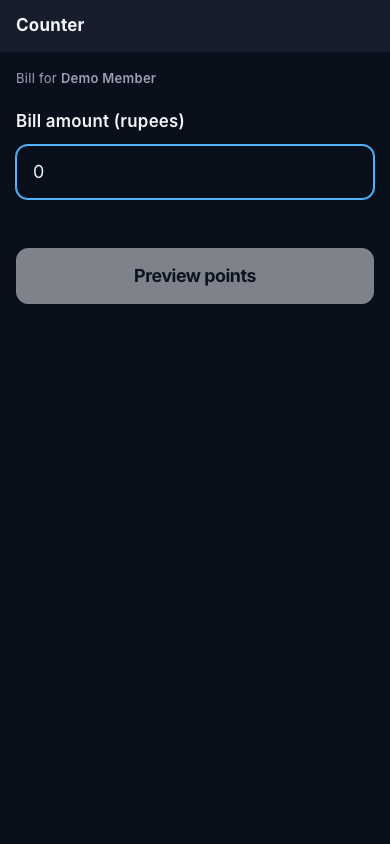 Counter
Bill for Demo Member
Bill amount (rupees)
0
Preview points